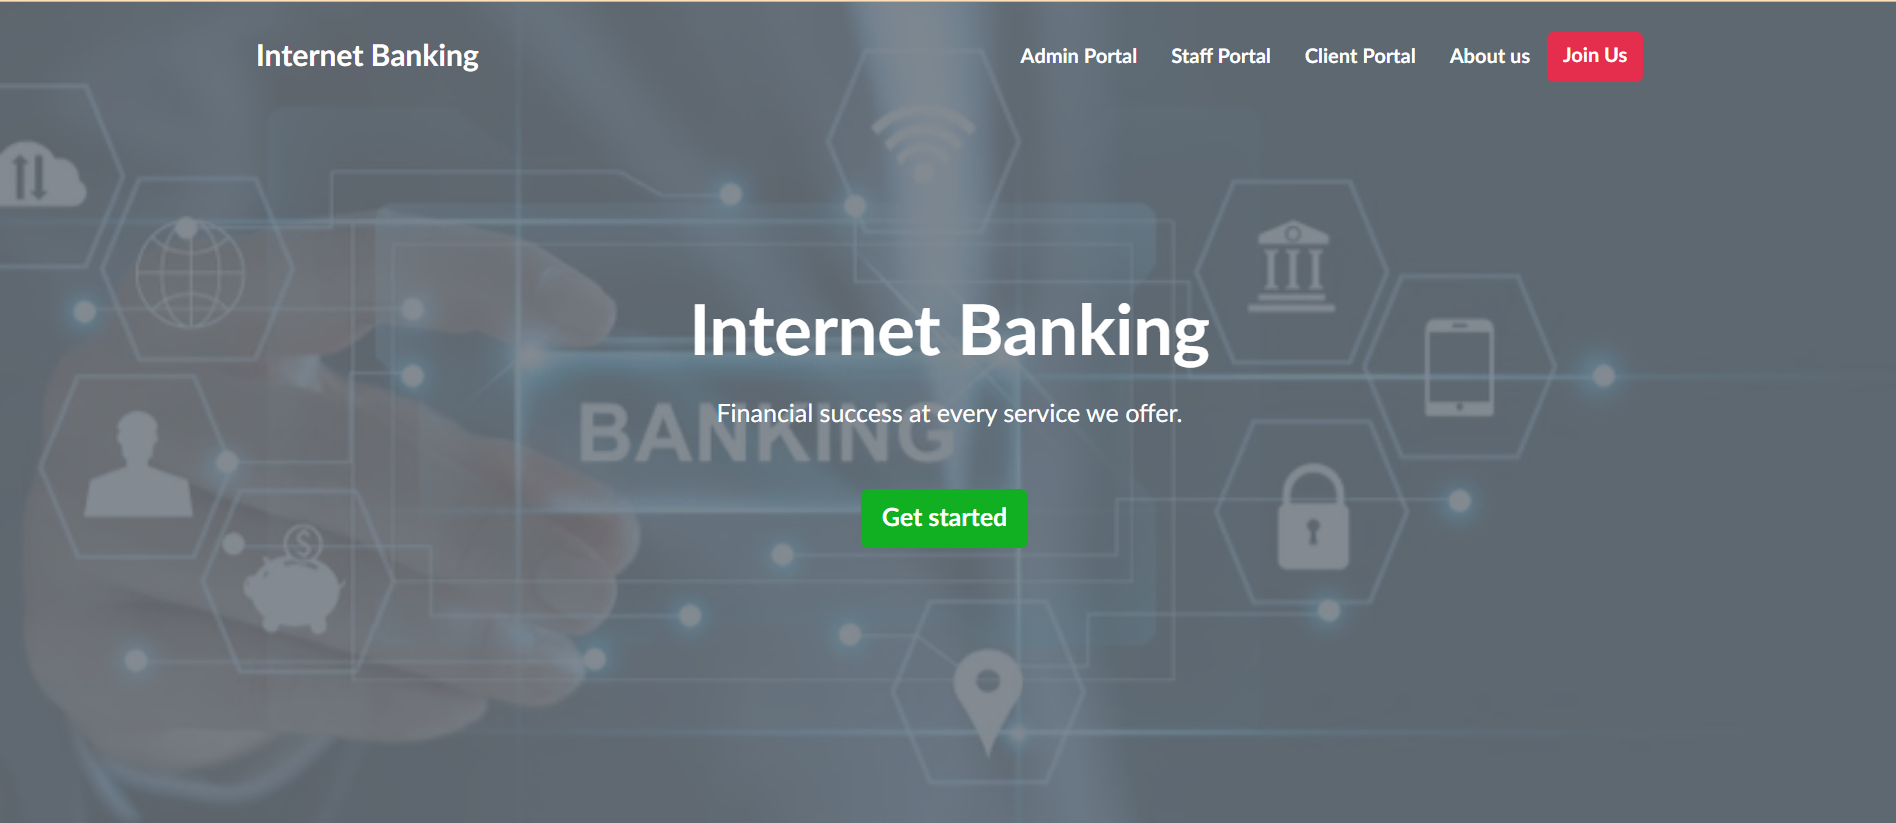 Internet Banking
Admin Portal Staff Portal Client Portal About us Join Us
Internet Banking
Financial success at every service we offer.
BANKING
Get started